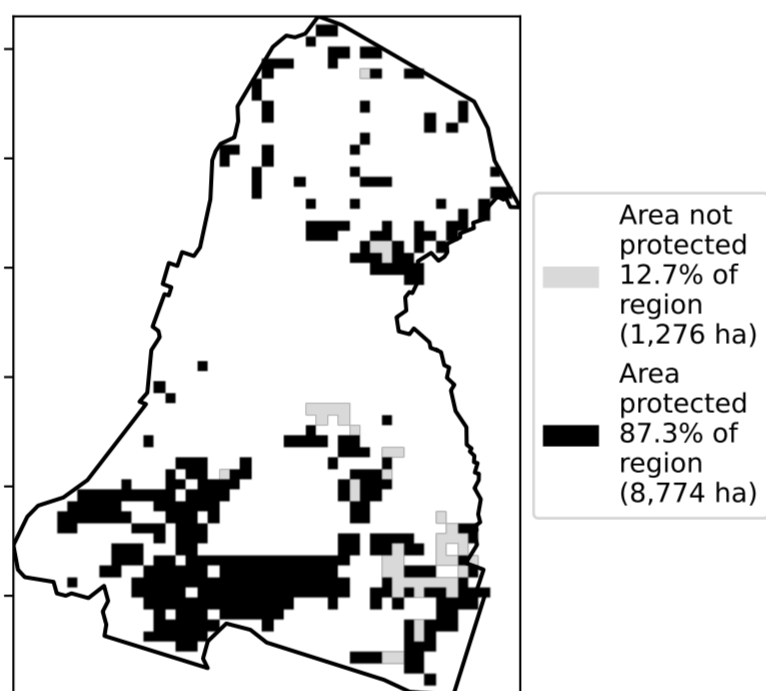 Area not
protected
12.7% of
region
(1,276 ha)
Area
protected
87.3% of
region
(8,774 ha)